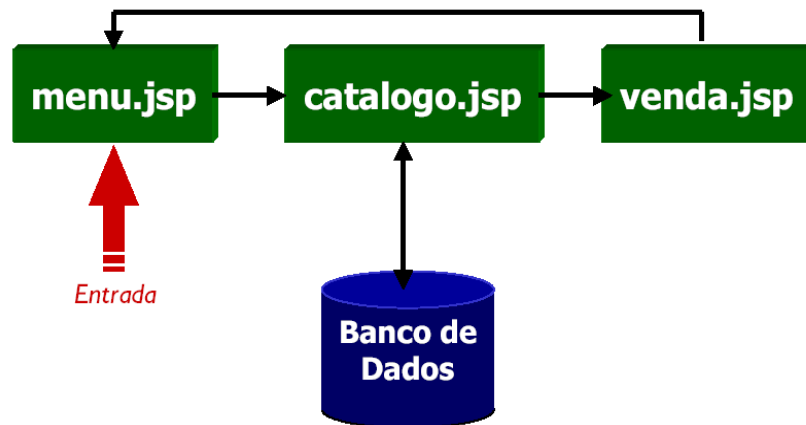 menu.jsp
catalogo.jsp
venda.jsp
Entrada
Banco de
Dados